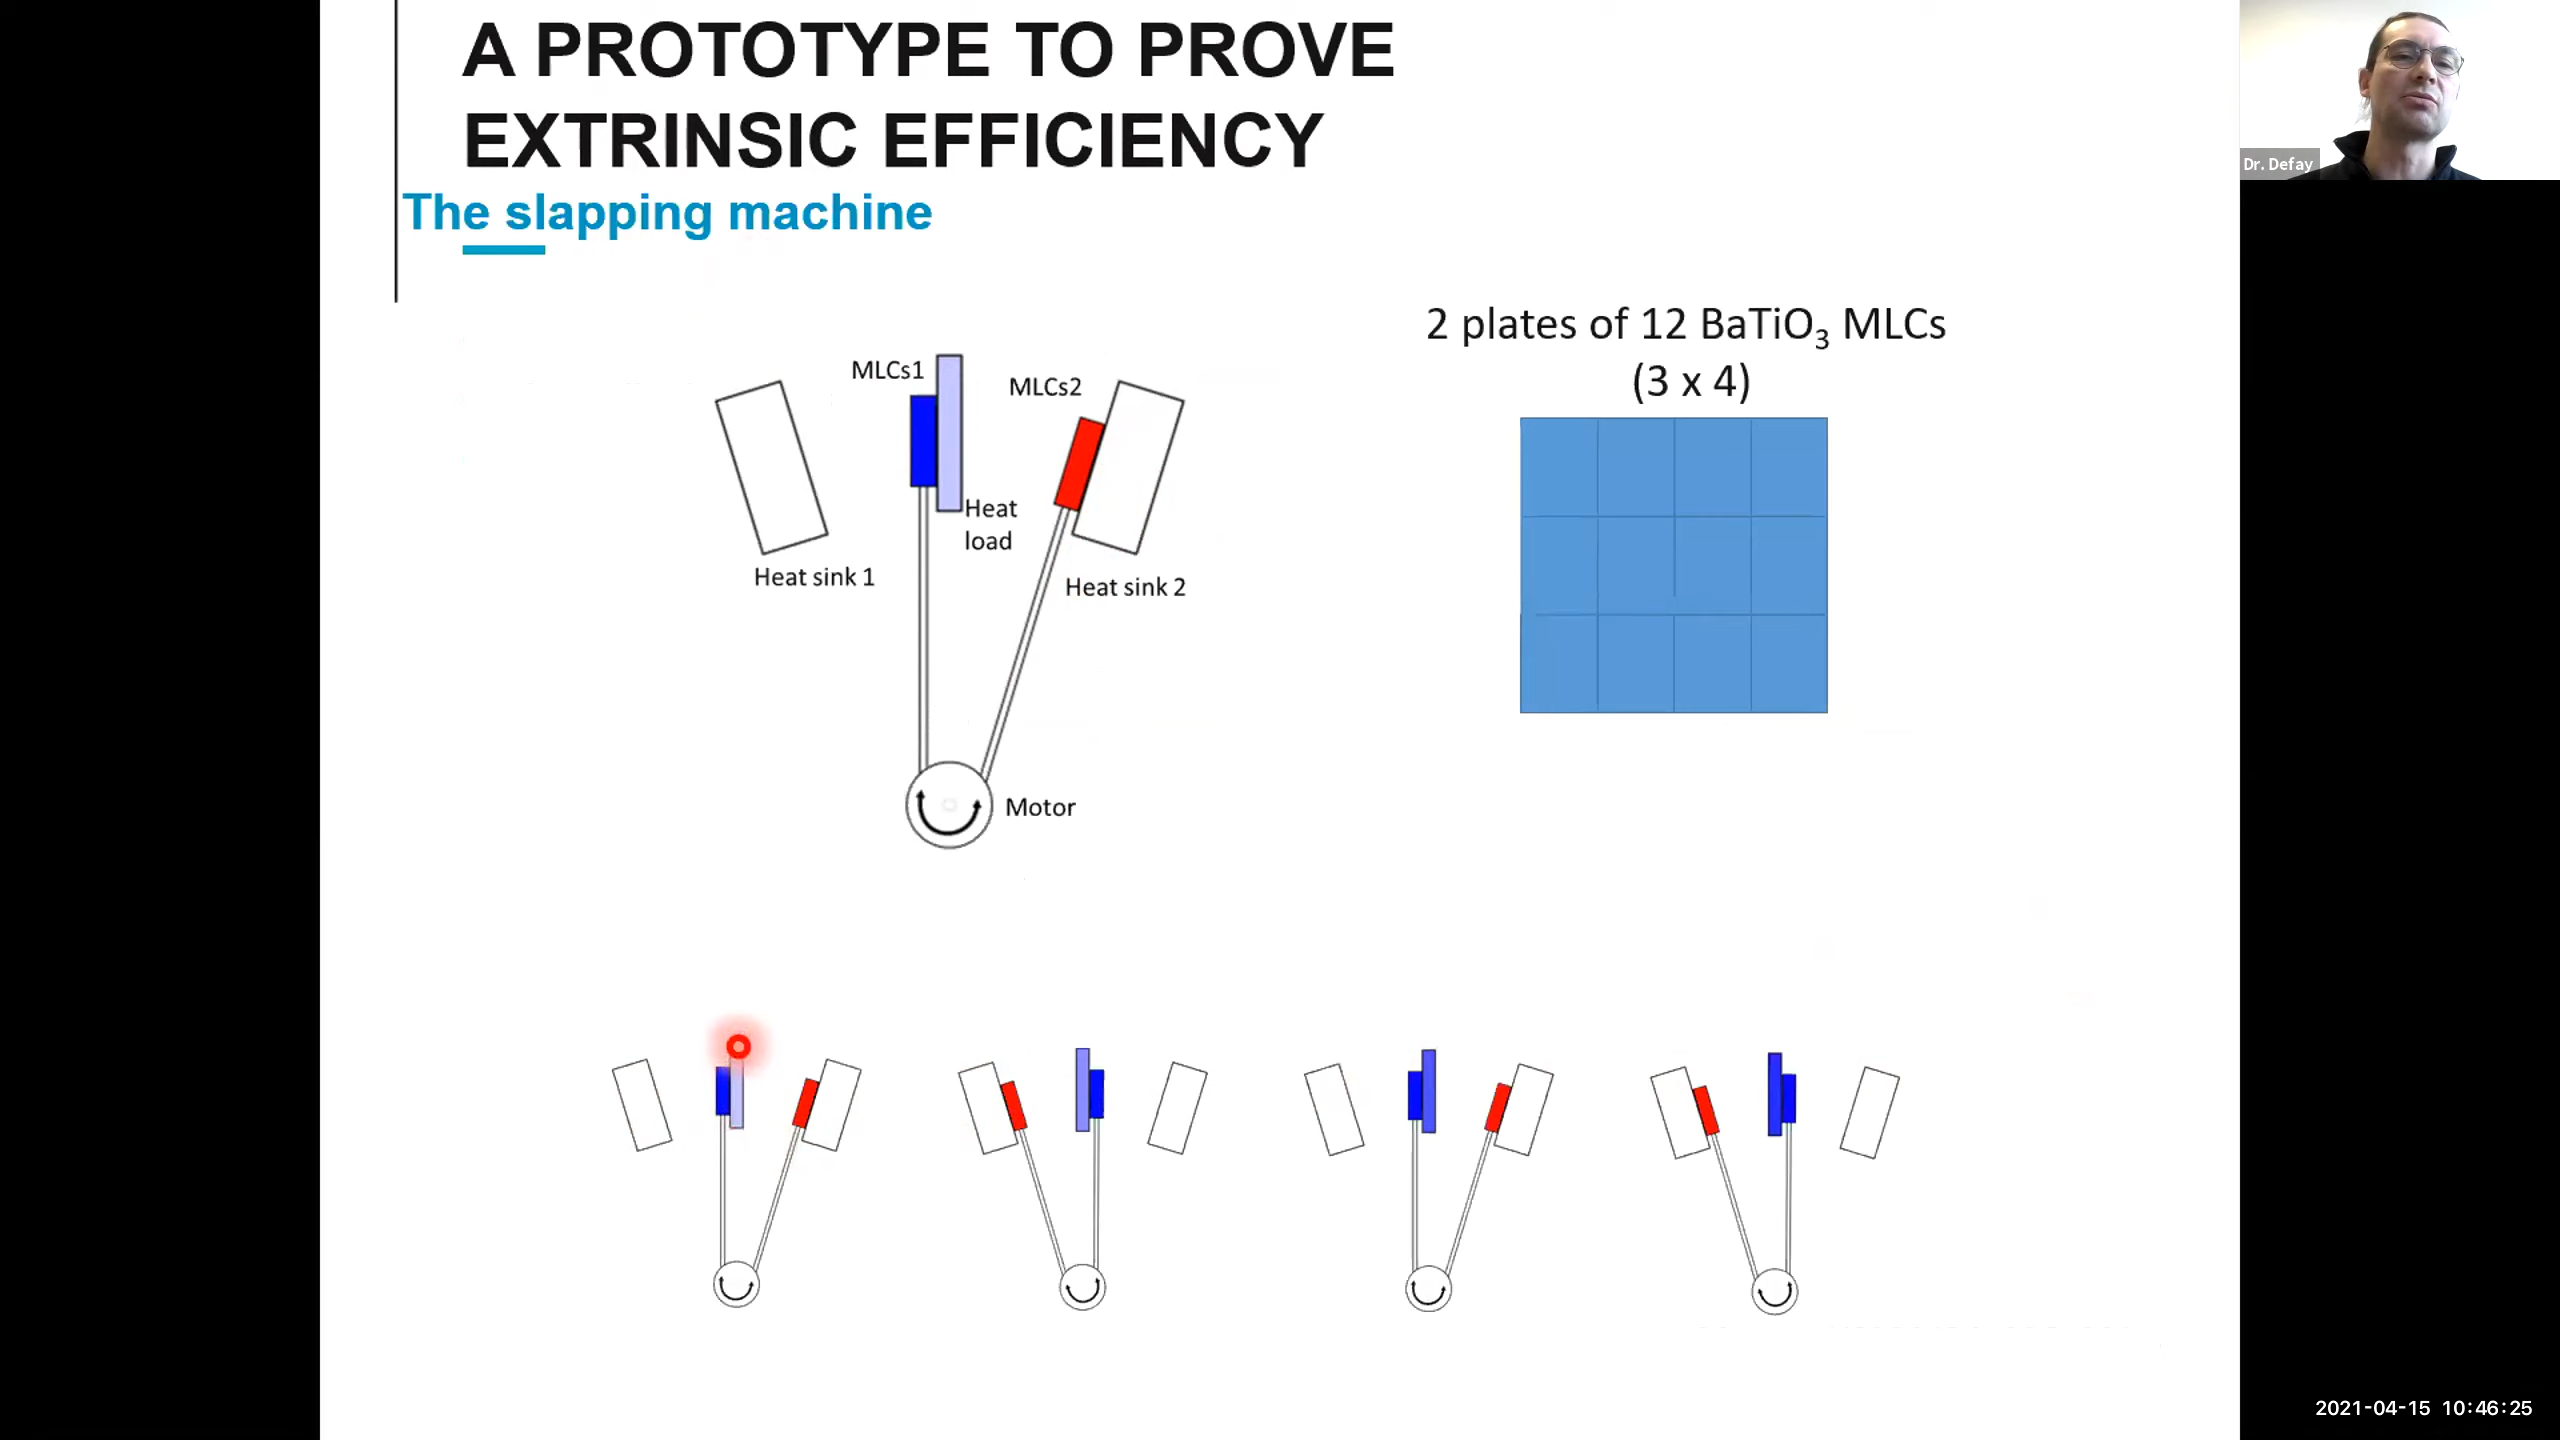 A PROTOTYPE TO PROVE
EXTRINSIC EFFICIENCY
The slapping machine
Dr. Defay
2 plates of 12 BaTiO₃ MLCs
(3 x 4)
MLCs1
MLCs2
Heat
load
Heat sink 1
Heat sink 2
Motor
2021-04-15 10:46:25